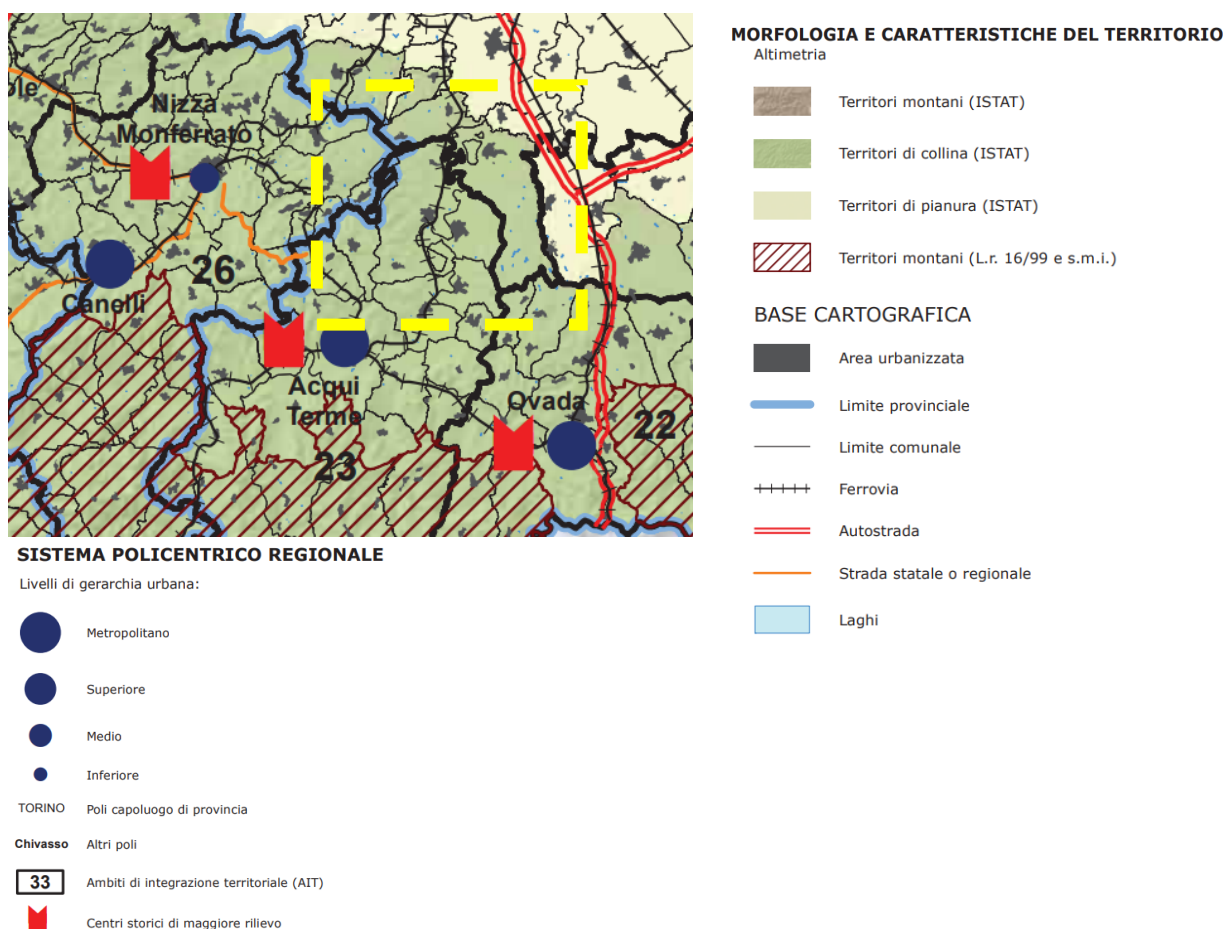 ole
Nizza
Monferrato
26
Canelli
Acqui
Terme
Ovada
22
23
SISTEMA POLICENTRICO REGIONALE
Livelli di gerarchia urbana:
Metropolitano
Superiore
Medio
Inferiore
TORINO Poli capoluogo di provincia
Chivasso Altri poli
33 Ambiti di integrazione territoriale (AIT)
Centri storici di maggiore rilievo
MORFOLOGIA E CARATTERISTICHE DEL TERRITORIO
Altimetria
Territori montani (ISTAT)
Territori di collina (ISTAT)
Territori di pianura (ISTAT)
Territori montani (L.r. 16/99 e s.m.i.)
BASE CARTOGRAFICA
Area urbanizzata
Limite provinciale
Limite comunale
Ferrovia
Autostrada
Strada statale o regionale
Laghi